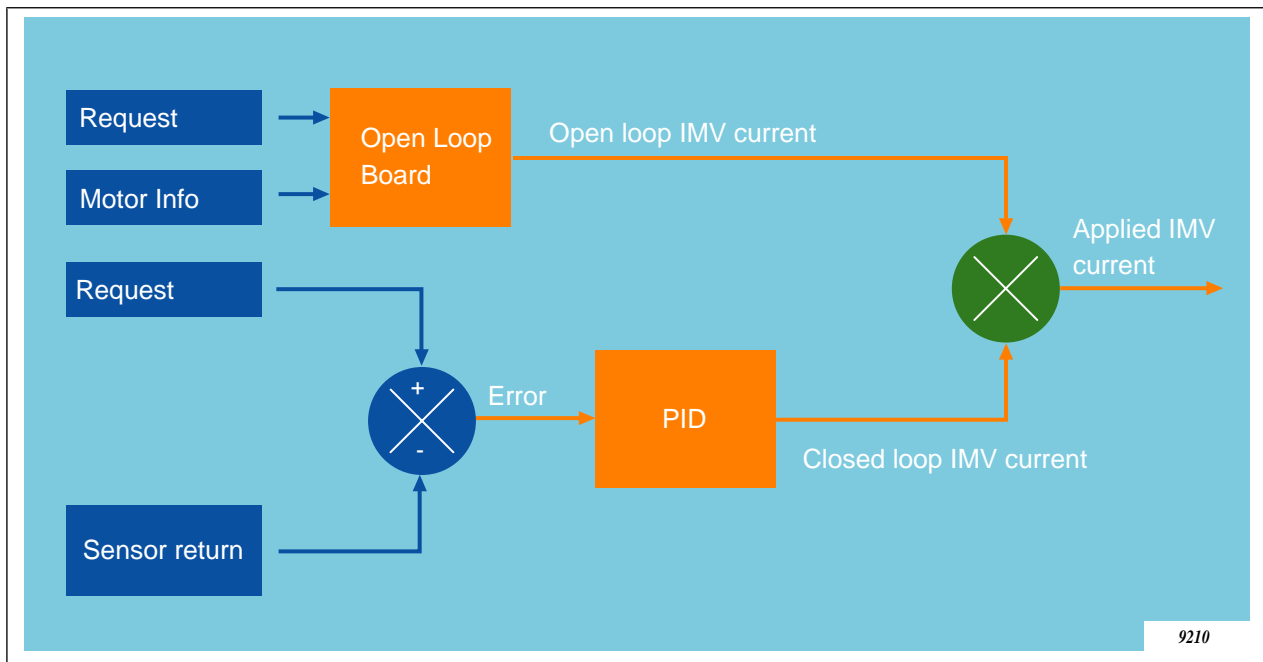 Request
Open Loop
Board
Motor Info
Open loop IMV current
Applied IMV
current
Request
+
-
Error
PID
Closed loop IMV current
Sensor return
9210